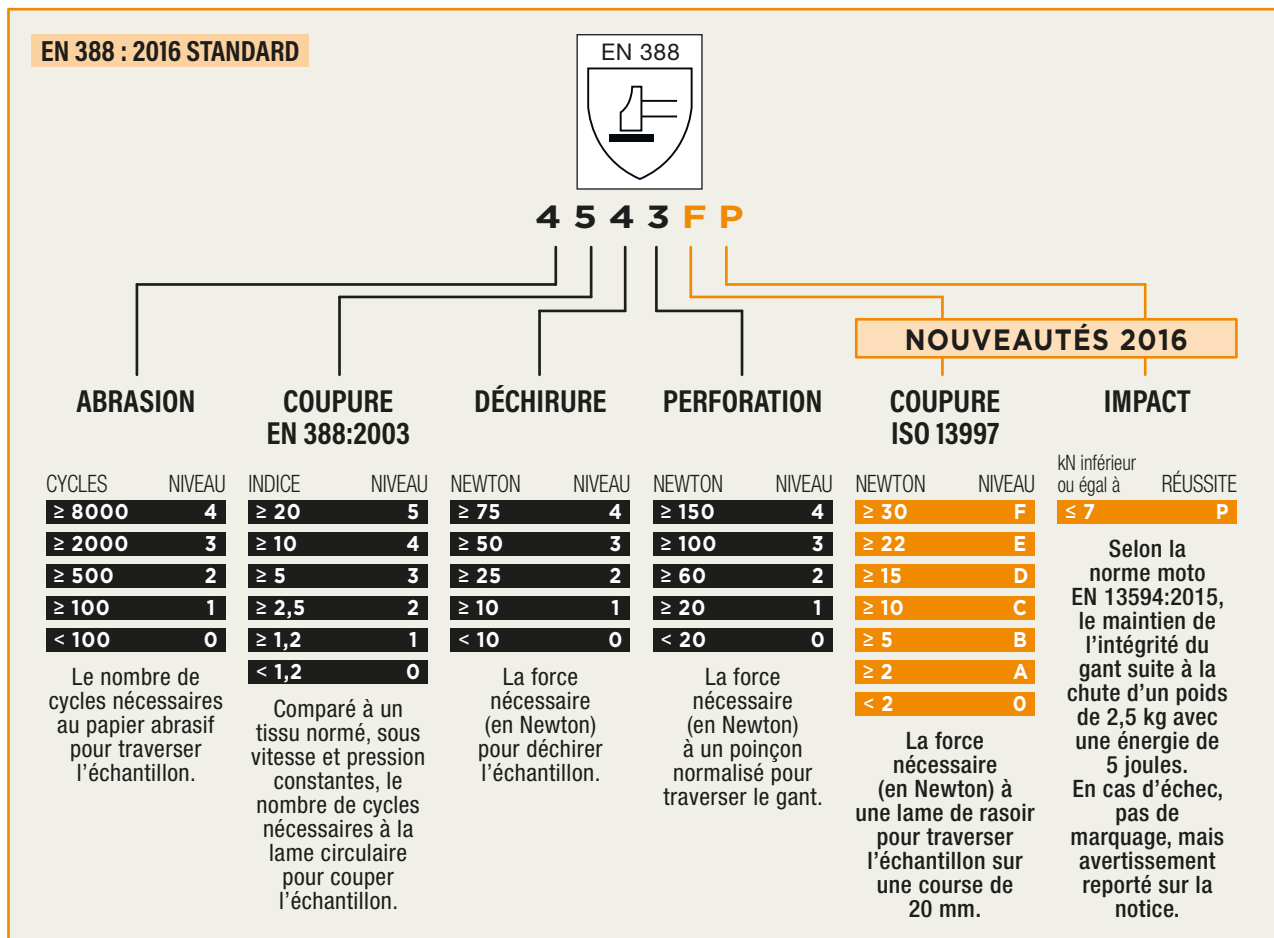 EN 388 : 2016 STANDARD
EN 388
4 5 4 3 F P
NOUVEAUTÉS 2016
ABRASION
CYCLES NIVEAU
≥ 8000 4
≥ 2000 3
≥ 500 2
≥ 100 1
< 100 0
Le nombre de
cycles nécessaires
au papier abrasif
pour traverser
l’échantillon.
COUPURE
EN 388:2003
INDICE NIVEAU
≥ 20 5
≥ 10 4
≥ 5 3
≥ 2,5 2
≥ 1,2 1
< 1,2 0
Comparé à un
tissu normé, sous
vitesse et pression
constantes, le
nombre de cycles
nécessaires à la
lame circulaire
pour couper
l’échantillon.
DÉCHIRURE
NEWTON NIVEAU
≥ 75 4
≥ 50 3
≥ 25 2
≥ 10 1
< 10 0
La force
nécessaire
(en Newton)
pour déchirer
l’échantillon.
PERFORATION
NEWTON NIVEAU
≥ 150 4
≥ 100 3
≥ 60 2
≥ 20 1
< 20 0
La force
nécessaire
(en Newton)
à un poinçon
normalisé pour
traverser le gant.
COUPURE
ISO 13997
NEWTON NIVEAU
≥ 30 F
≥ 22 E
≥ 15 D
≥ 10 C
≥ 5 B
≥ 2 A
< 2 0
La force
nécessaire
(en Newton) à
une lame de rasoir
pour traverser
l’échantillon sur
une course de
20 mm.
IMPACT
kN inférieur
ou égal à RÉUSSITE
≤ 7 P
Selon la
norme moto
EN 13594:2015,
le maintien de
l’intégrité du
gant suite à la
chute d’un poids
de 2,5 kg avec
une énergie de
5 joules.
En cas d’échec,
pas de
marquage, mais
avertissement
reporté sur la
notice.